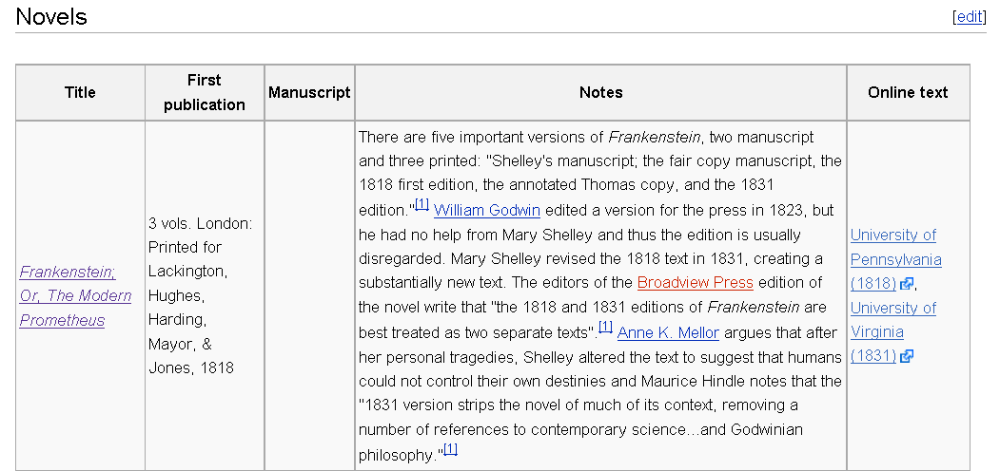 Novels
[edit]
Title
First
publication
Manuscript
Notes
Online text
Frankenstein;
Or, The Modern
Prometheus
3 vols. London:
Printed for
Lackington,
Hughes,
Harding,
Mayor, &
Jones, 1818
There are five important versions of Frankenstein, two manuscript
and three printed: "Shelley's manuscript; the fair copy manuscript, the
1818 first edition, the annotated Thomas copy, and the 1831
edition."[1] William Godwin edited a version for the press in 1823, but
he had no help from Mary Shelley and thus the edition is usually
disregarded. Mary Shelley revised the 1818 text in 1831, creating a
substantially new text. The editors of the Broadview Press edition of
the novel write that "the 1818 and 1831 editions of Frankenstein are
best treated as two separate texts".[1] Anne K. Mellor argues that after
her personal tragedies, Shelley altered the text to suggest that humans
could not control their own destinies and Maurice Hindle notes that the
"1831 version strips the novel of much of its context, removing a
number of references to contemporary science...and Godwinian
philosophy."[1]
University of
Pennsylvania
(1818),
University of
Virginia
(1831)